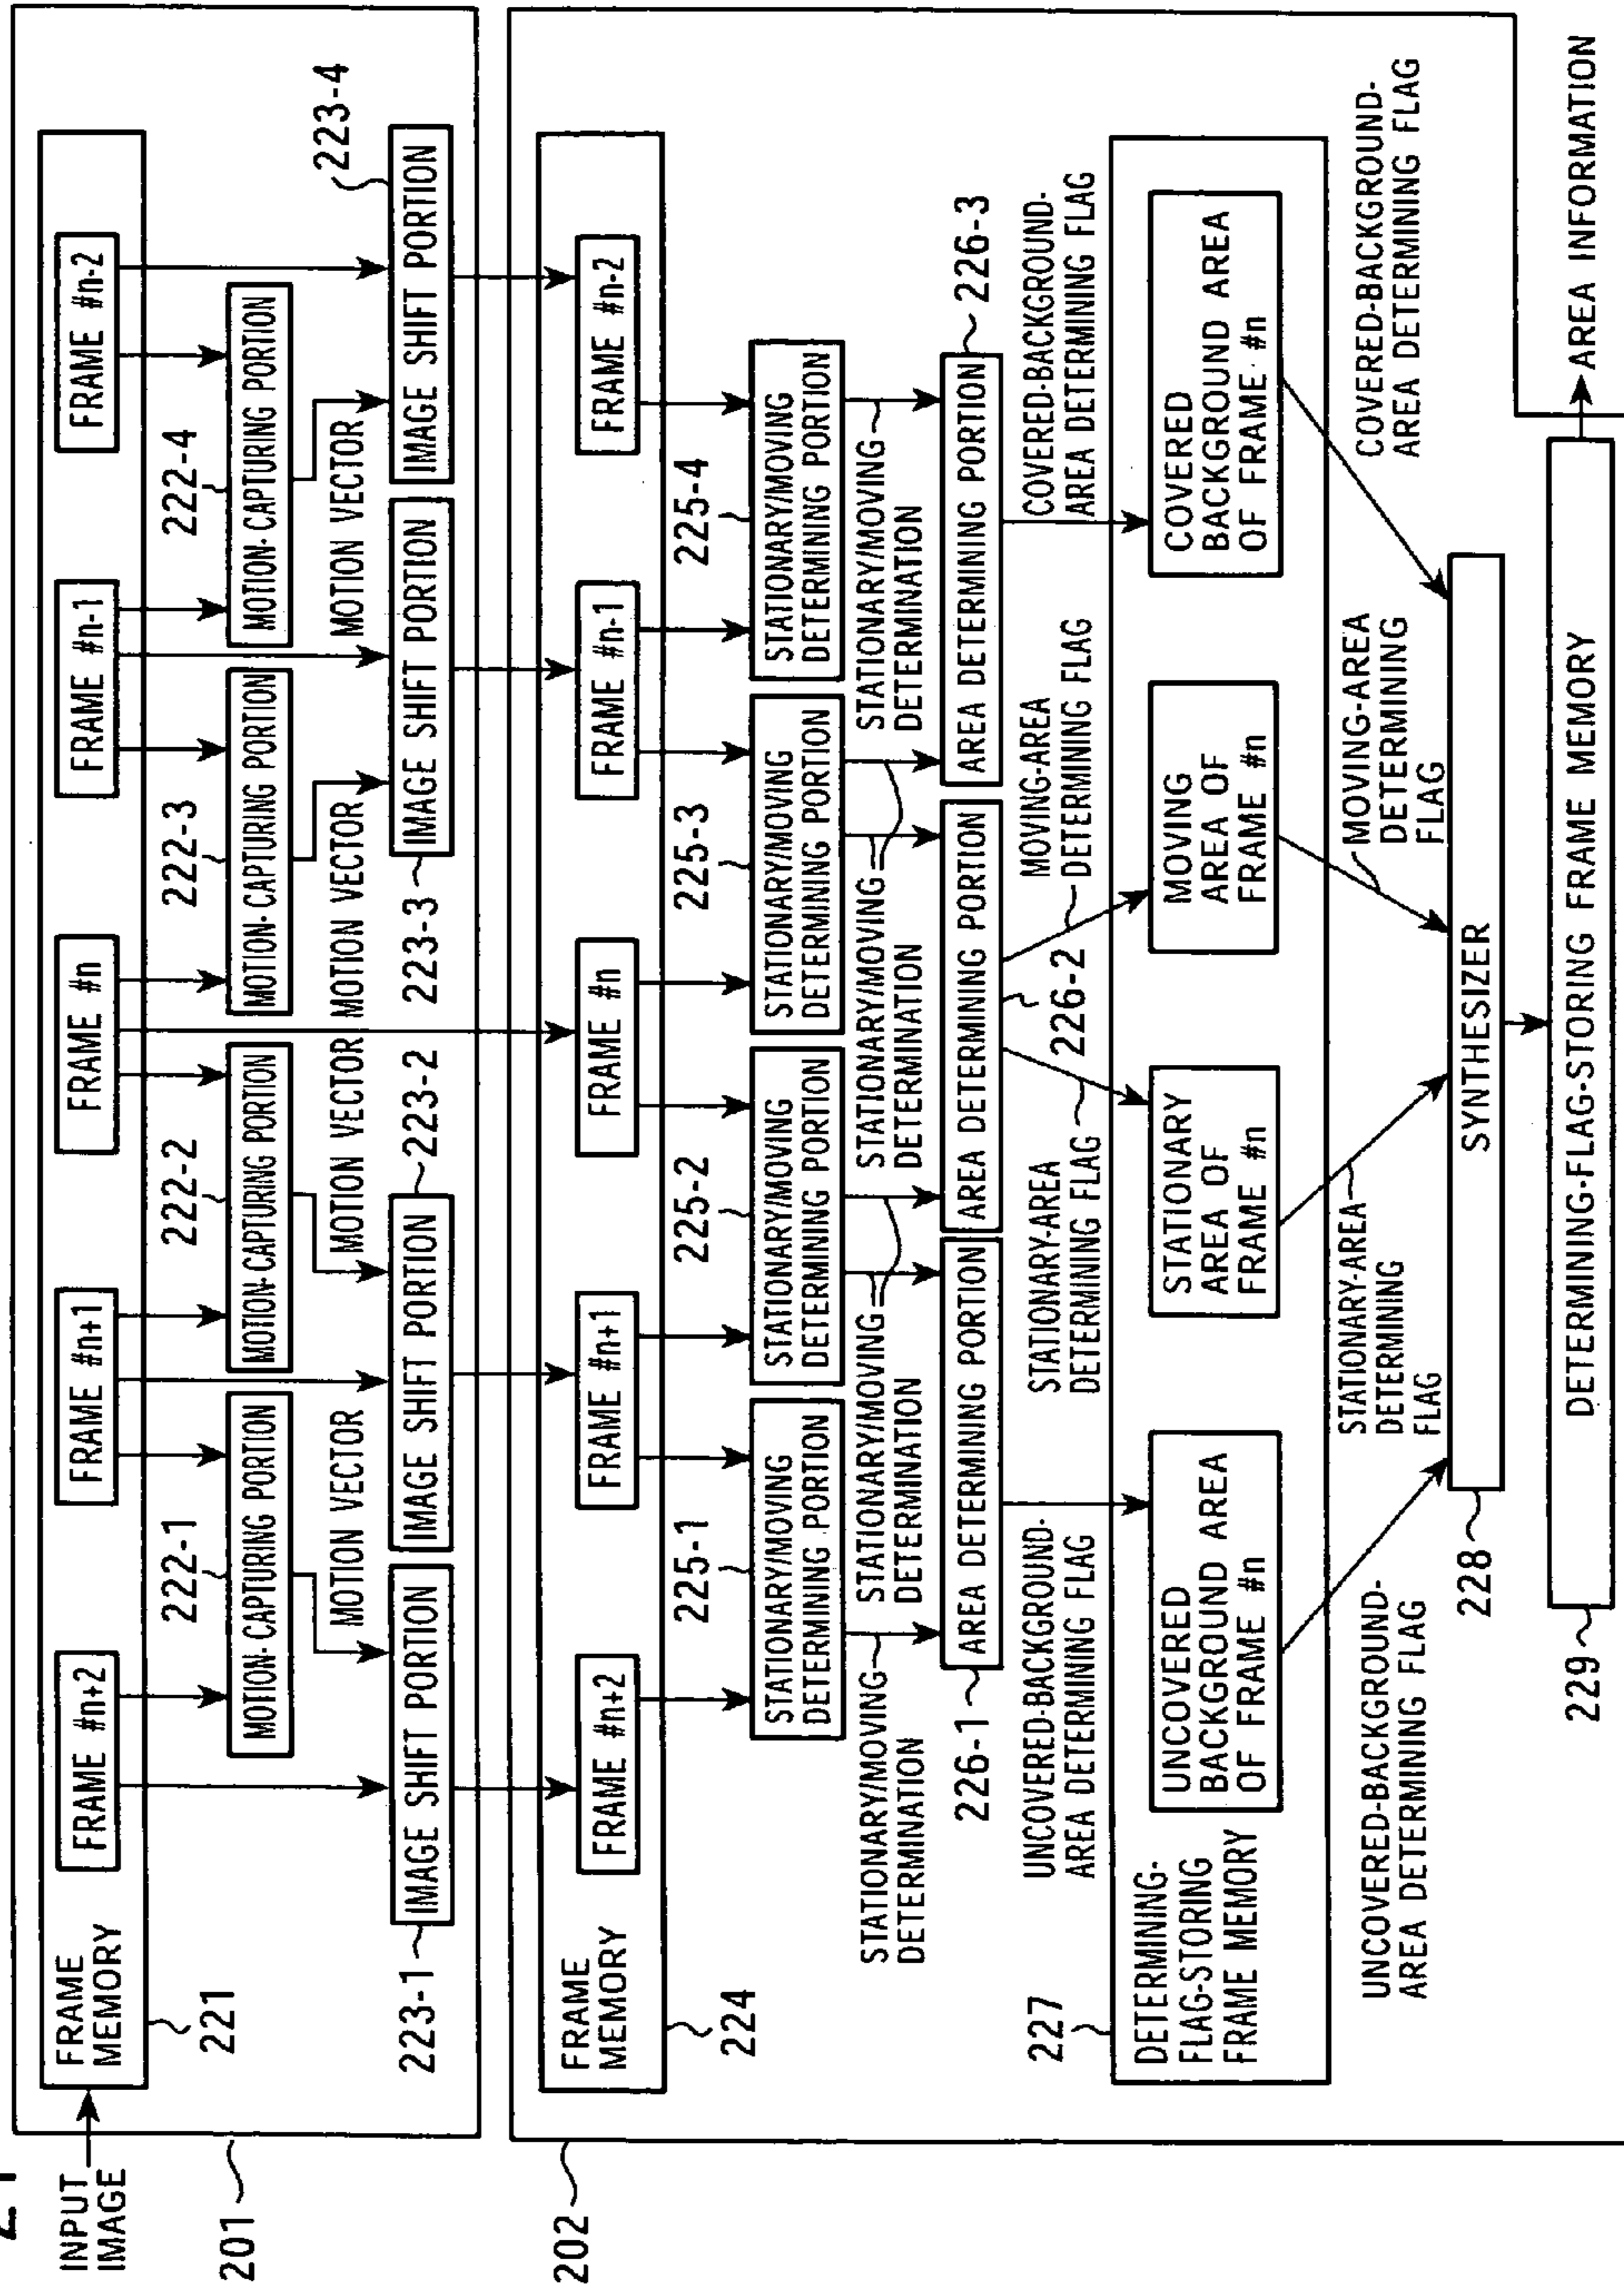 INPUT
IMAGE
201
FRAME
MEMORY
221
FRAME #n+2
FRAME #n+1
FRAME #n
FRAME #n-1
FRAME #n-2
222-1
222-2
222-3
222-4
MOTION-CAPTURING PORTION
MOTION-CAPTURING PORTION
MOTION-CAPTURING PORTION
MOTION-CAPTURING PORTION
MOTION VECTOR
MOTION VECTOR
MOTION VECTOR
MOTION VECTOR
223-1
IMAGE SHIFT PORTION
IMAGE SHIFT PORTION
223-2
223-3
IMAGE SHIFT PORTION
IMAGE SHIFT PORTION
223-4
202
FRAME
MEMORY
224
FRAME #n+2
FRAME #n+1
FRAME #n
FRAME #n-1
FRAME #n-2
225-1
225-2
225-3
225-4
STATIONARY/MOVING
DETERMINING PORTION
STATIONARY/MOVING
DETERMINING PORTION
STATIONARY/MOVING
DETERMINING PORTION
STATIONARY/MOVING
DETERMINING PORTION
STATIONARY/MOVING
DETERMINATION
STATIONARY/MOVING
DETERMINATION
STATIONARY/MOVING
DETERMINATION
STATIONARY/MOVING
DETERMINATION
226-1
AREA DETERMINING PORTION
AREA DETERMINING PORTION
AREA DETERMINING PORTION
226-3
226-2
UNCOVERED-BACKGROUND-
AREA DETERMINING FLAG
STATIONARY-AREA
DETERMINING FLAG
MOVING-AREA
DETERMINING FLAG
COVERED-BACKGROUND-
AREA DETERMINING FLAG
227
DETERMINING-
FLAG-STORING
FRAME MEMORY
UNCOVERED
BACKGROUND AREA
OF FRAME #n
STATIONARY
AREA OF
FRAME #n
MOVING
AREA OF
FRAME #n
COVERED
BACKGROUND AREA
OF FRAME #n
UNCOVERED-BACKGROUND-
AREA DETERMINING FLAG
STATIONARY-AREA
DETERMINING
FLAG
MOVING-AREA
DETERMINING
FLAG
COVERED-BACKGROUND-
AREA DETERMINING FLAG
228
SYNTHESIZER
229
DETERMINING-FLAG-STORING FRAME MEMORY
AREA INFORMATION